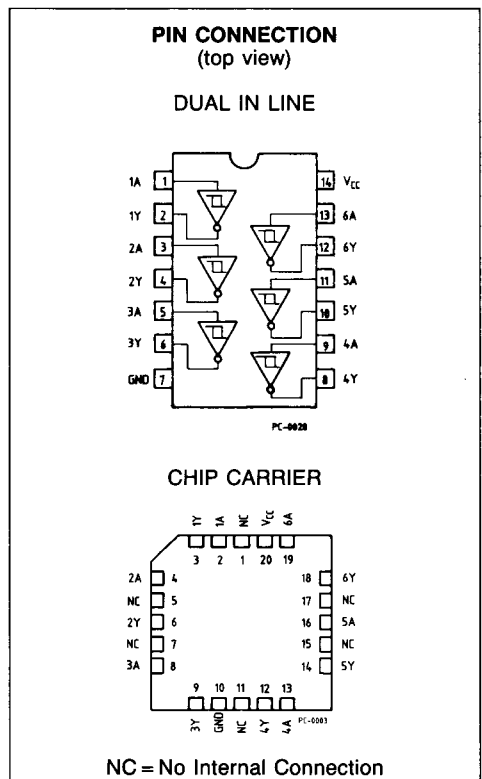 PIN CONNECTION
(top view)
DUAL IN LINE
1A 1 14 VCC
1Y 2 13 6A
2A 3 12 6Y
2Y 4 11 5A
3A 5 10 5Y
3Y 6 9 4A
GND 7 8 4Y
PC-0020
CHIP CARRIER
1Y 1A NC VCC 6A
3 2 1 20 19
2A 4 18 6Y
NC 5 17 NC
2Y 6 16 5A
NC 7 15 NC
3A 8 14 5Y
9 10 11 12 13
3Y GND NC 4Y 4A
PC-0003
NC = No Internal Connection